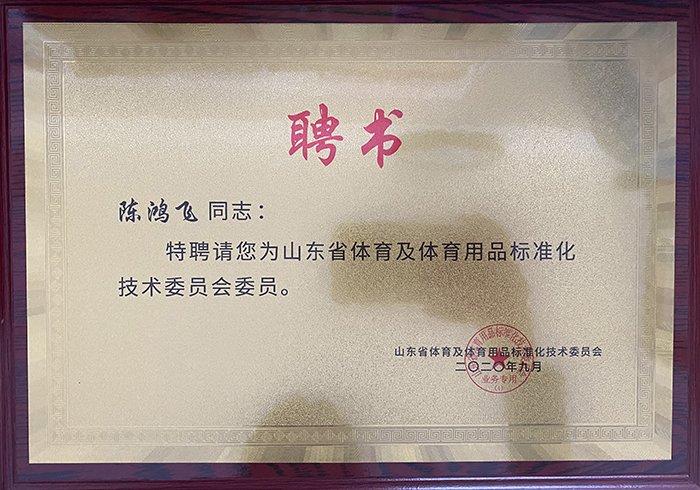 聘书
陈鸿飞 同志：
特聘请您为山东省体育及体育用品标准化
技术委员会委员。
山东省体育及体育用品标准化技术委员会
二〇二〇年九月
业务专用
(1)